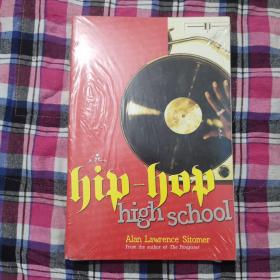 hip-hop
high school
Alan Lawrence Sitomer
From the author of The Hoopster